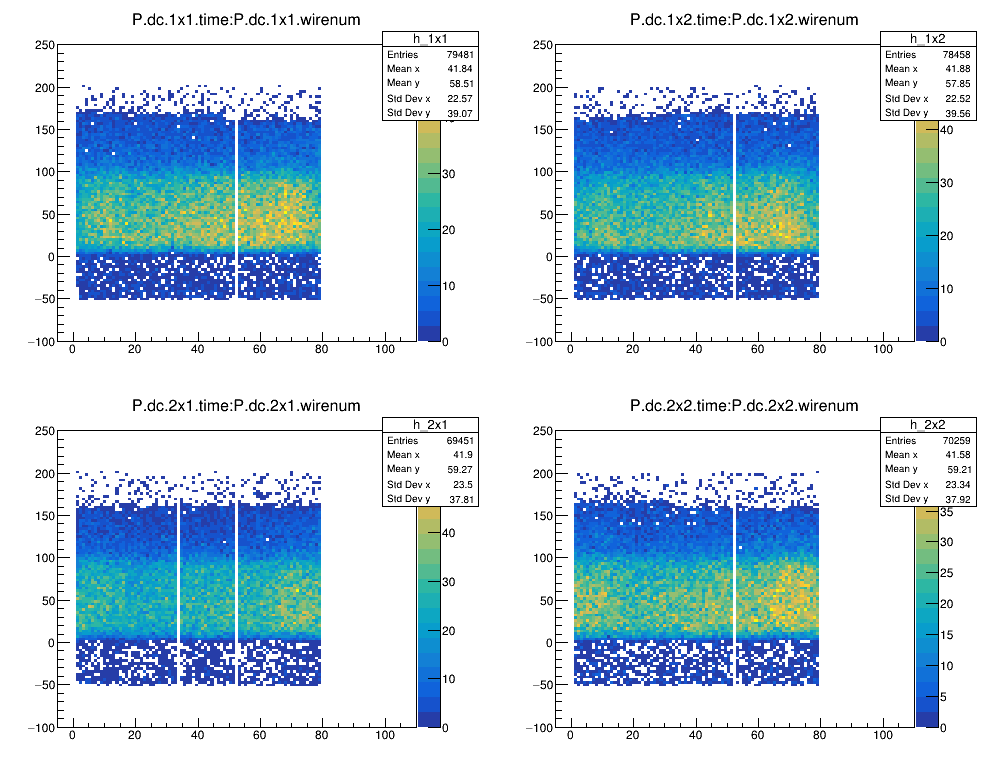 P.dc.1x1.time:P.dc.1x1.wirenum
h_1x1
Entries 79481
Mean x 41.84
Mean y 58.51
Std Dev x 22.57
Std Dev y 39.07
250
200
150
100
50
0
−50
−100
0 20 40 60 80 100
30
20
10
0
P.dc.1x2.time:P.dc.1x2.wirenum
h_1x2
Entries 78458
Mean x 41.88
Mean y 57.85
Std Dev x 22.52
Std Dev y 39.56
250
200
150
100
50
0
−50
−100
0 20 40 60 80 100
40
30
20
10
0
P.dc.2x1.time:P.dc.2x1.wirenum
h_2x1
Entries 69451
Mean x 41.9
Mean y 59.27
Std Dev x 23.5
Std Dev y 37.81
250
200
150
100
50
0
−50
−100
0 20 40 60 80 100
40
30
20
10
0
P.dc.2x2.time:P.dc.2x2.wirenum
h_2x2
Entries 70259
Mean x 41.58
Mean y 59.21
Std Dev x 23.34
Std Dev y 37.92
250
200
150
100
50
0
−50
−100
0 20 40 60 80 100
35
30
25
20
15
10
5
0